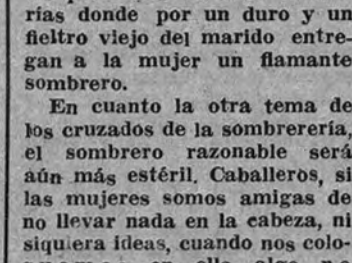 rías donde por un duro y un
fieltro viejo del marido entre-
gan a la mujer un flamante
sombrero.
En cuanto la otra tema de
los cruzados de la sombrerería,
el sombrero razonable será
aún más estéril. Caballeros, si
las mujeres somos amigas de
no llevar nada en la cabeza, ni
siquiera ideas, cuando nos colo-